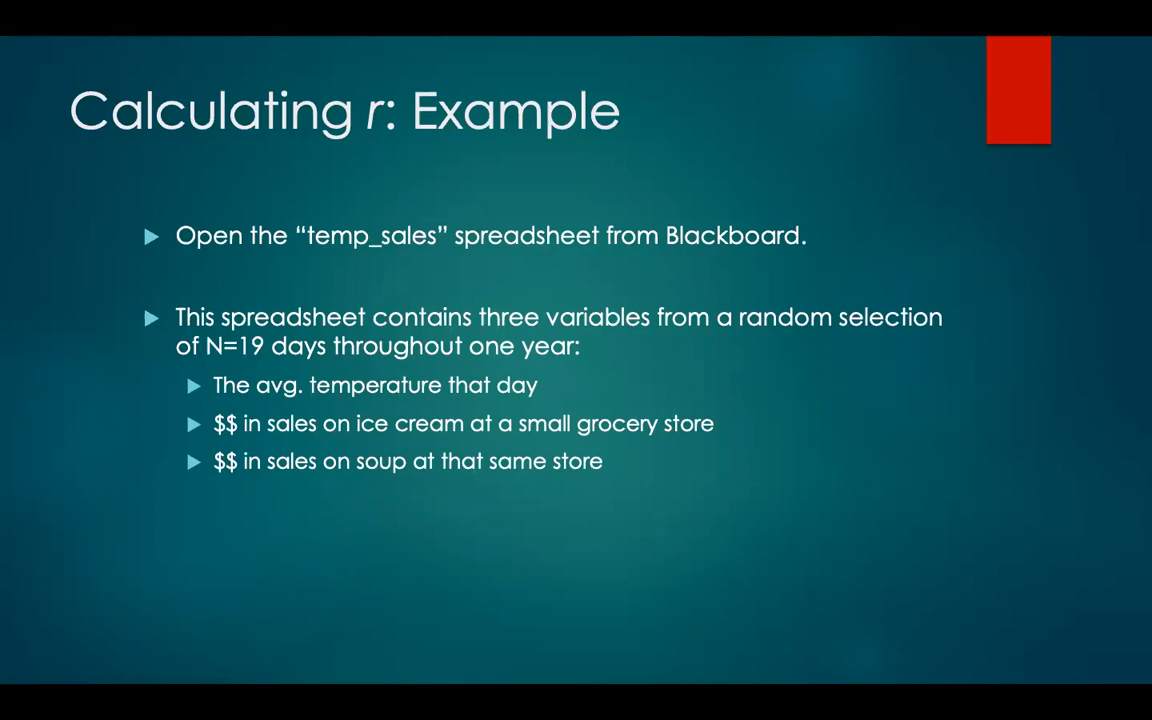 Calculating r: Example
Open the “temp_sales” spreadsheet from Blackboard.
This spreadsheet contains three variables from a random selection
of N=19 days throughout one year:
The avg. temperature that day
$$ in sales on ice cream at a small grocery store
$$ in sales on soup at that same store